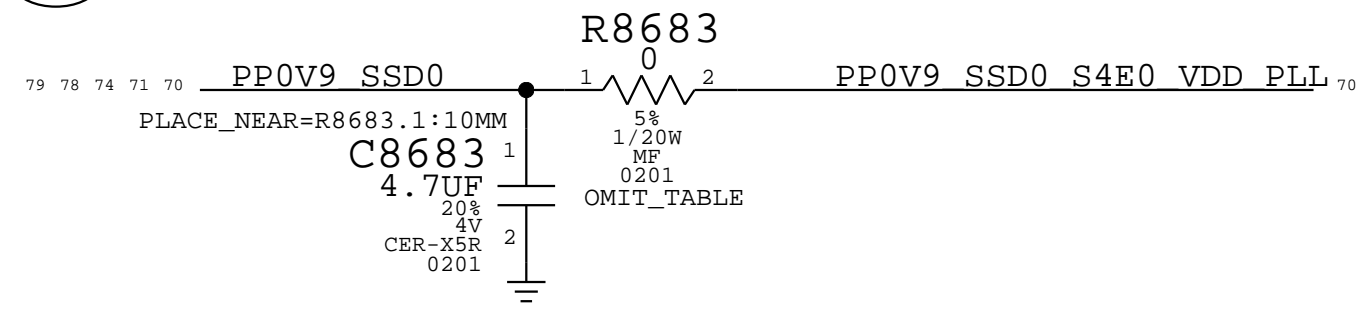 R8683
0
79 78 74 71 70 PP0V9_SSD0 1 2 PP0V9_SSD0_S4E0_VDD_PLL 70
PLACE_NEAR=R8683.1:10MM
5%
1/20W
MF
0201
OMIT_TABLE
C8683 1
4.7UF
20%
4V
CER-X5R 2
0201